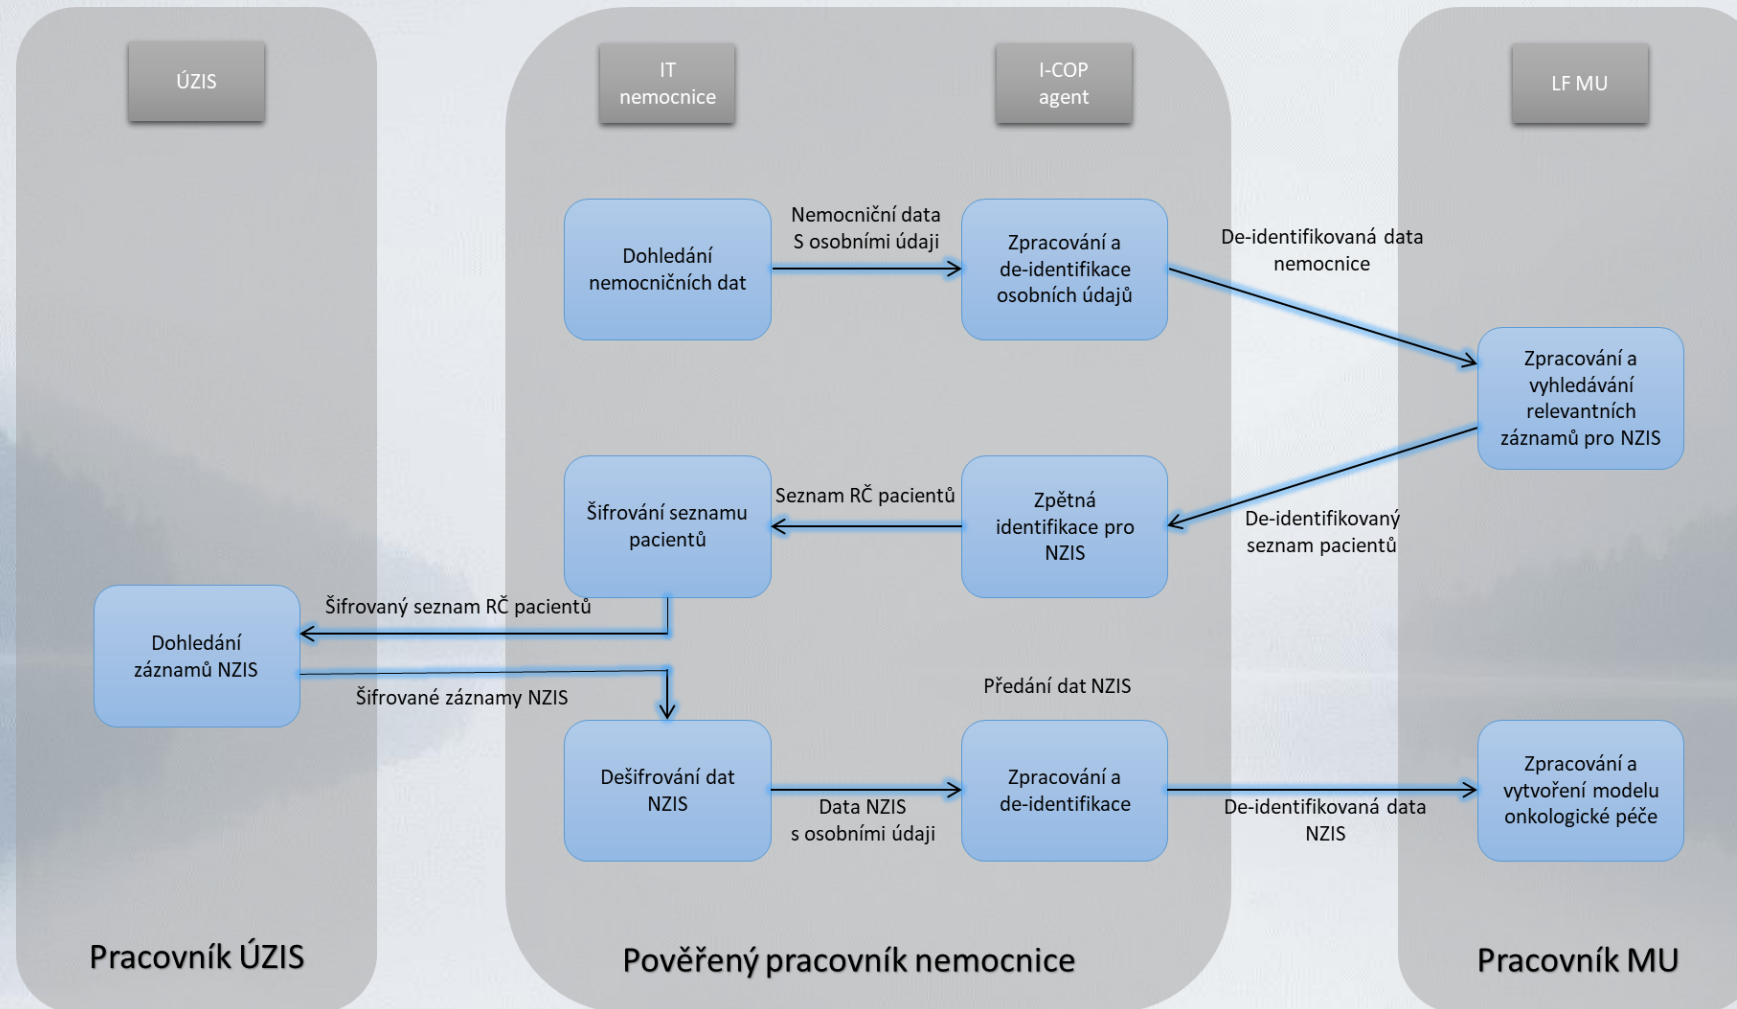 ÚZIS
IT
nemocnice
I-COP
agent
LF MU
Dohledání
nemocničních dat
Nemocniční data
S osobními údaji
Zpracování a
de-identifikace
osobních údajů
De-identifikovaná data
nemocnice
Zpracování a
vyhledávání
relevantních
záznamů pro NZIS
De-identifikovaný
seznam pacientů
Zpětná
identifikace pro
NZIS
Seznam RČ pacientů
Šifrování seznamu
pacientů
Šifrovaný seznam RČ pacientů
Dohledání
záznamů NZIS
Šifrované záznamy NZIS
Dešifrování dat
NZIS
Data NZIS
s osobními údaji
Předání dat NZIS
Zpracování a
de-identifikace
De-identifikovaná data
NZIS
Zpracování a
vytvoření modelu
onkologické péče
Pracovník ÚZIS
Pověřený pracovník nemocnice
Pracovník MU